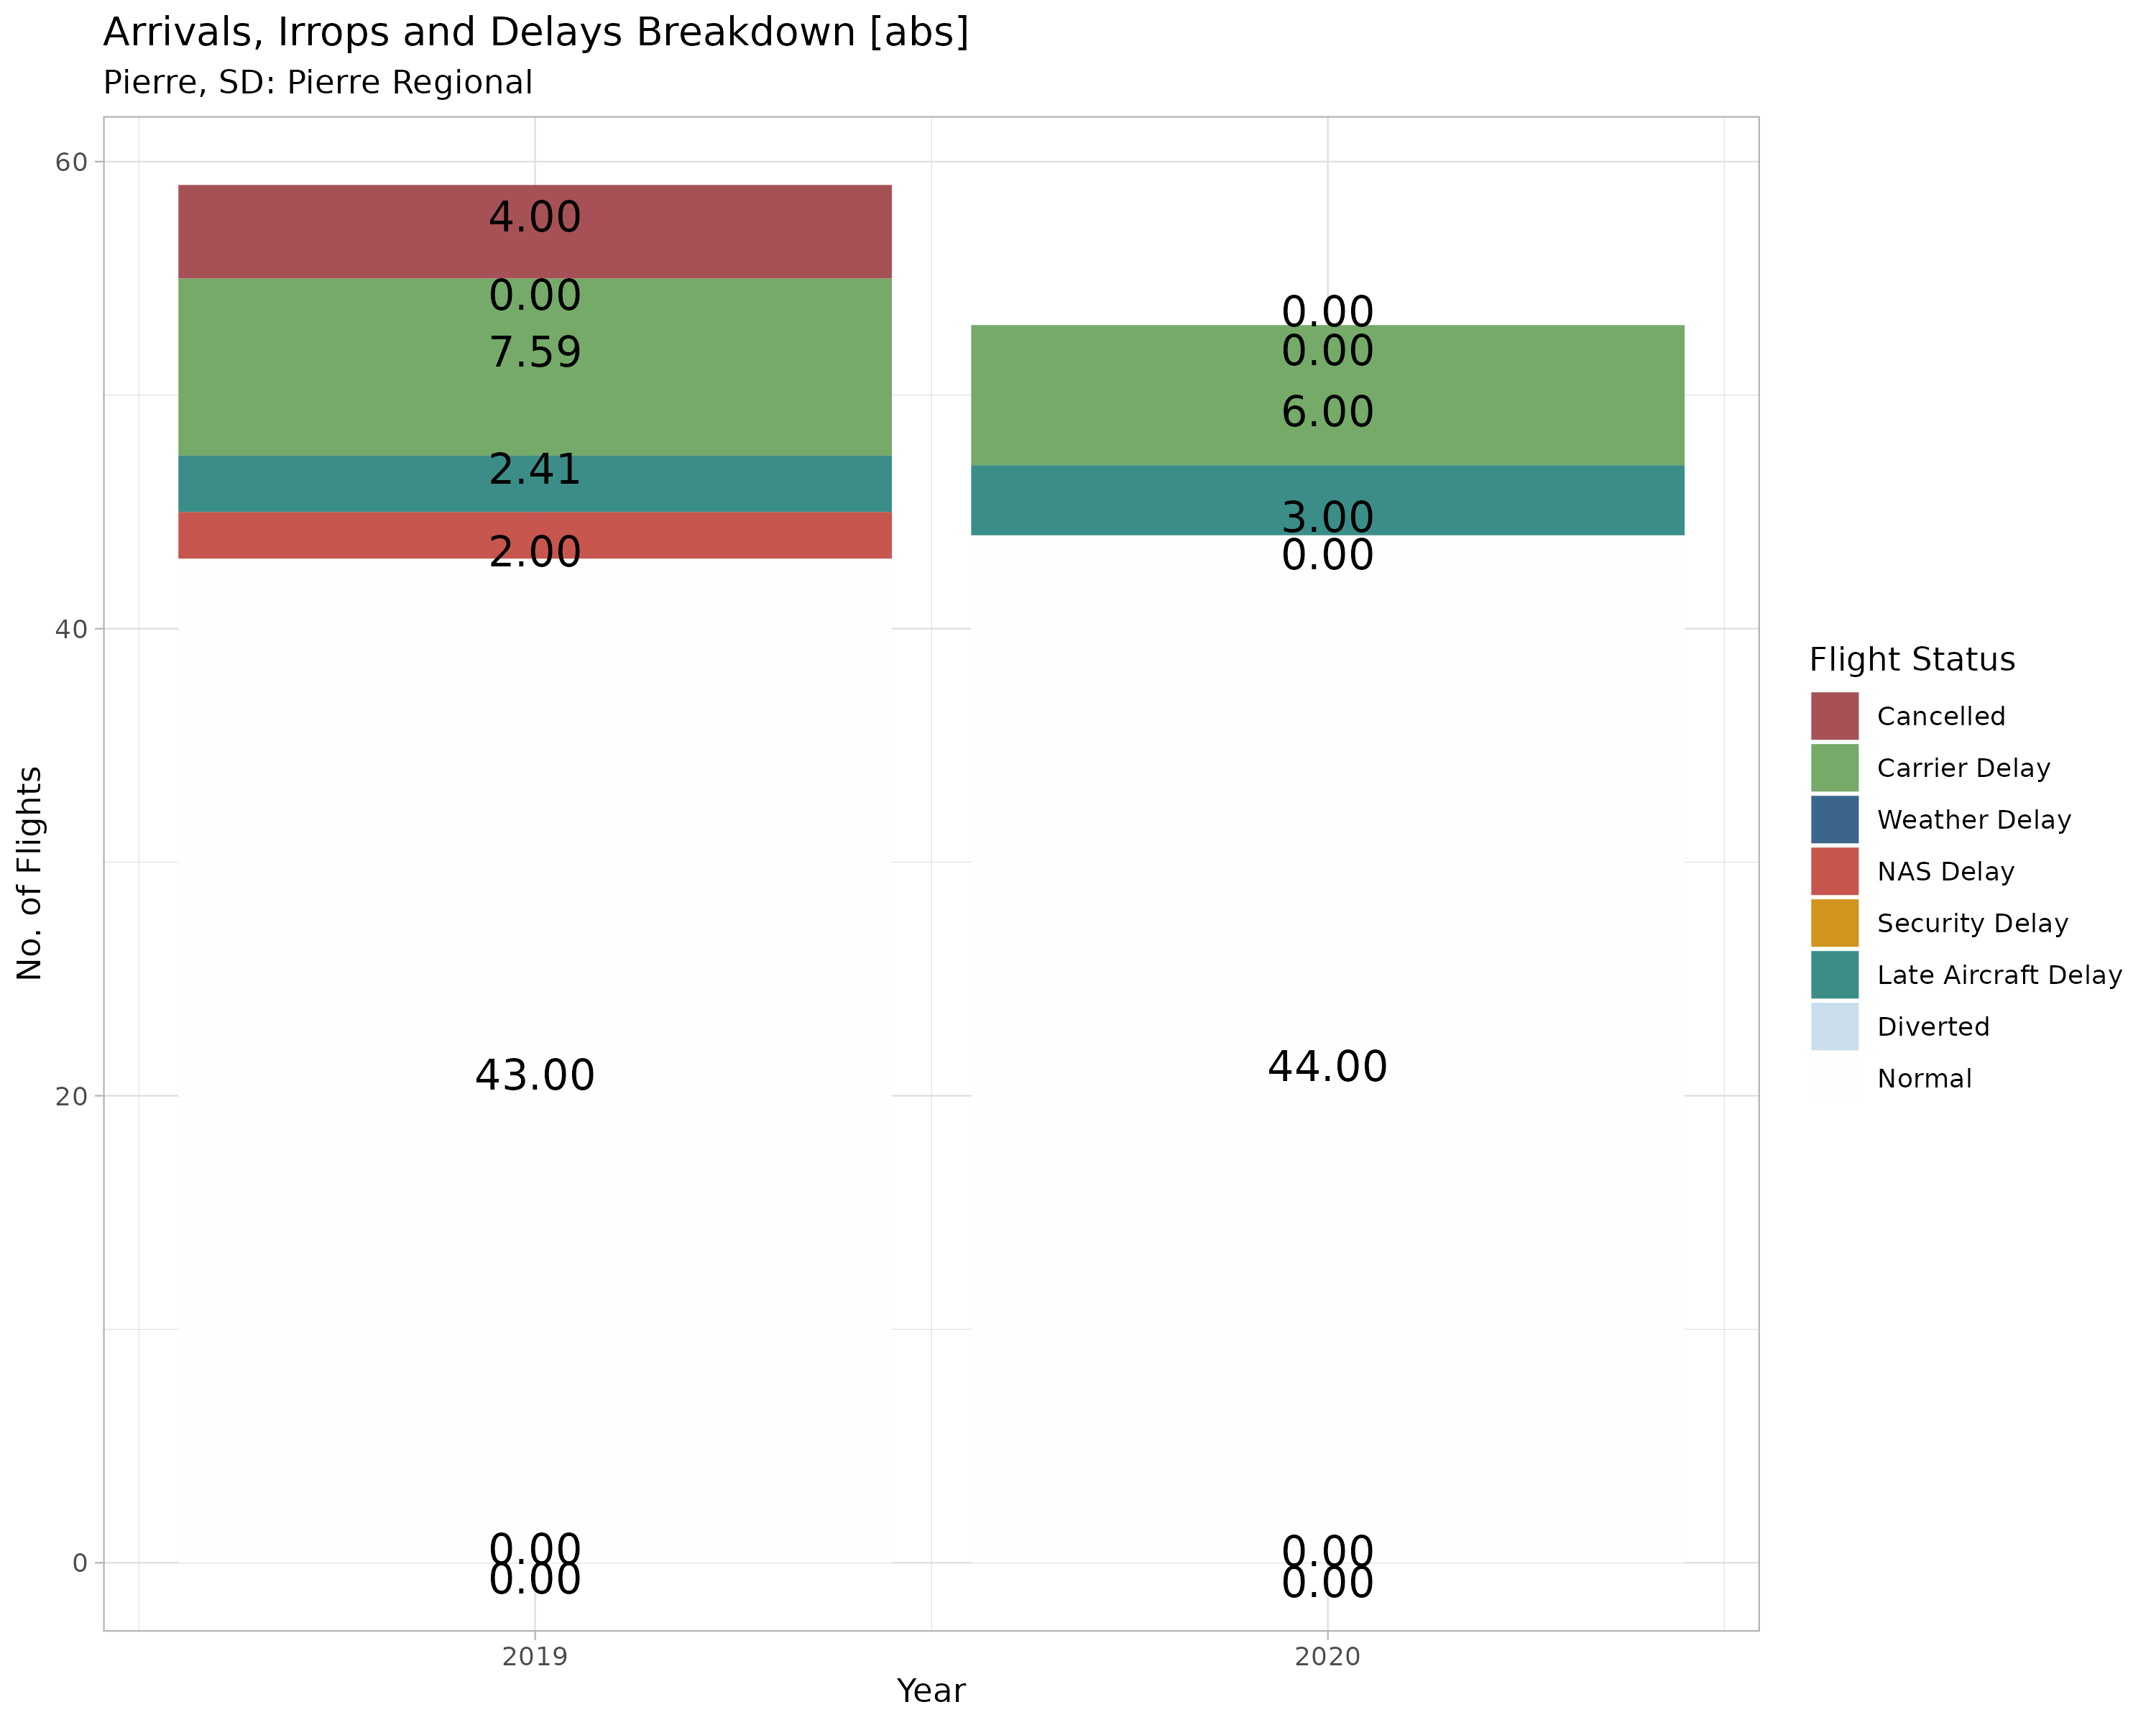 Arrivals, Irrops and Delays Breakdown [abs]
Pierre, SD: Pierre Regional
No. of Flights
60
40
20
0
4.00
0.00
7.59
2.41
2.00
43.00
0.00
0.00
0.00
0.00
6.00
3.00
0.00
44.00
0.00
0.00
2019
2020
Year
Flight Status
Cancelled
Carrier Delay
Weather Delay
NAS Delay
Security Delay
Late Aircraft Delay
Diverted
Normal